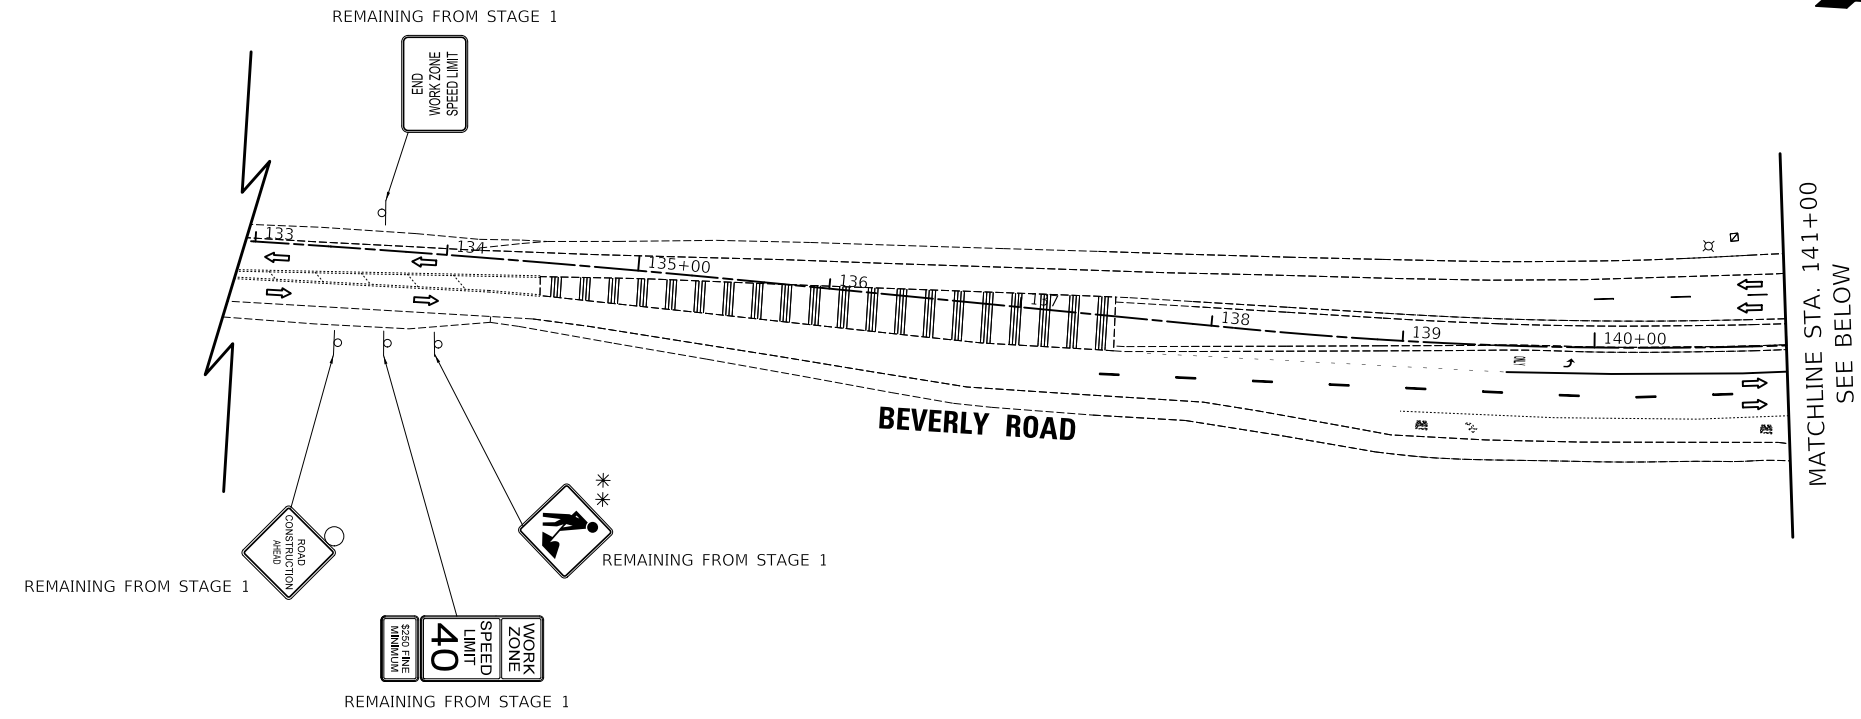 REMAINING FROM STAGE 1
END
WORK ZONE
SPEED LIMIT
133
134
135+00
136
137
138
139
140+00
MATCHLINE STA. 141+00
SEE BELOW
BEVERLY ROAD
ROAD
CONSTRUCTION
AHEAD
REMAINING FROM STAGE 1
**
REMAINING FROM STAGE 1
WORK
ZONE
SPEED
LIMIT
40
$250 FINE
MINIMUM
REMAINING FROM STAGE 1